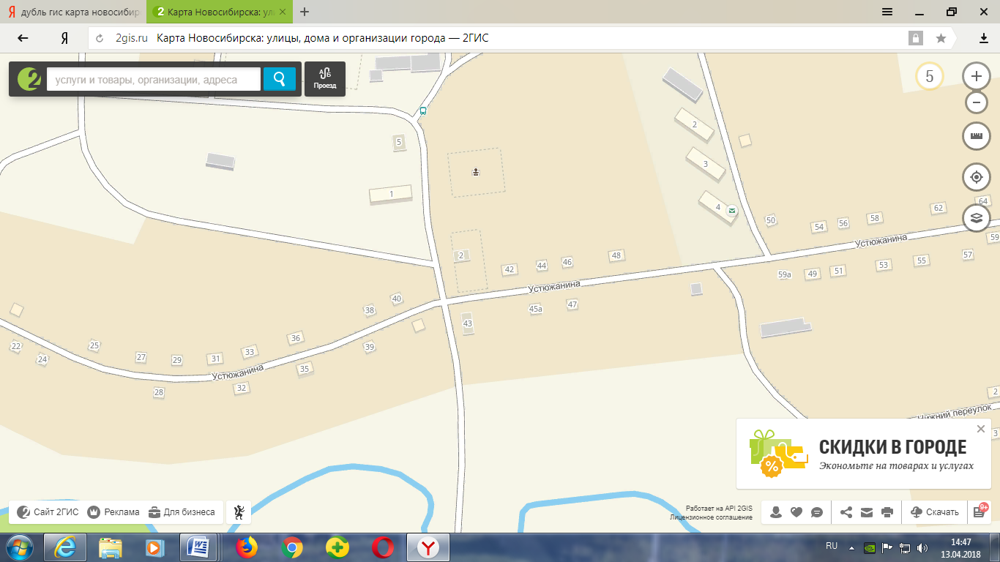 дубль гис карта новосибир
2 Карта Новосибирска: ул
Я
2gis.ru Карта Новосибирска: улицы, дома и организации города — 2ГИС
услуги и товары, организации, адреса
А Б
Проезд
5
5
2
3
1
4
50
54
56
58
62
64
Устюжанина
59
2
42
44
46
48
59а
49
51
53
55
57
Устюжанина
45а
47
38
40
43
22
24
25
27
29
31
33
36
39
35
Устюжанина
28
32
2
Нижний переулок
3
СКИДКИ В ГОРОДЕ
Экономьте на товарах и услугах
Сайт 2ГИС Реклама Для бизнеса
Работает на API 2GIS
Лицензионное соглашение
Скачать
9+
RU
14:47
13.04.2018